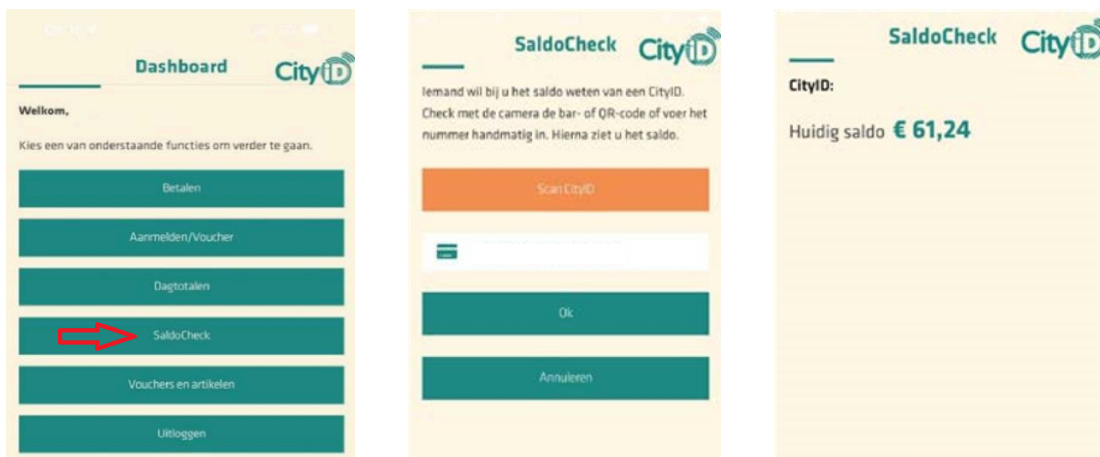 Dashboard
CityiD
Welkom,
Kies een van onderstaande functies om verder te gaan.
Betalen
Aanmelden/Voucher
Dagtotalen
SaldoCheck
Vouchers en artikelen
Uitloggen
SaldoCheck
CityiD
Iemand wil bij u het saldo weten van een CityID.
Check met de camera de bar- of QR-code of voer het
nummer handmatig in. Hierna ziet u het saldo.
Scan CityID
Ok
Annuleren
SaldoCheck
CityiD
CityID:
Huidig saldo € 61,24